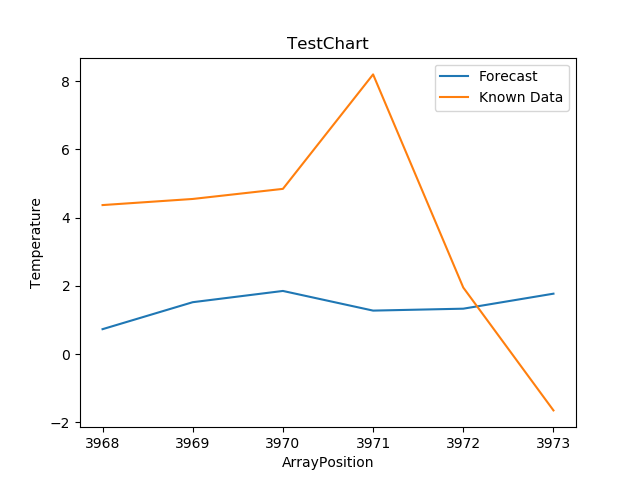 TestChart
Forecast
Known Data
8
6
4
2
0
−2
Temperature
3968 3969 3970 3971 3972 3973
ArrayPosition